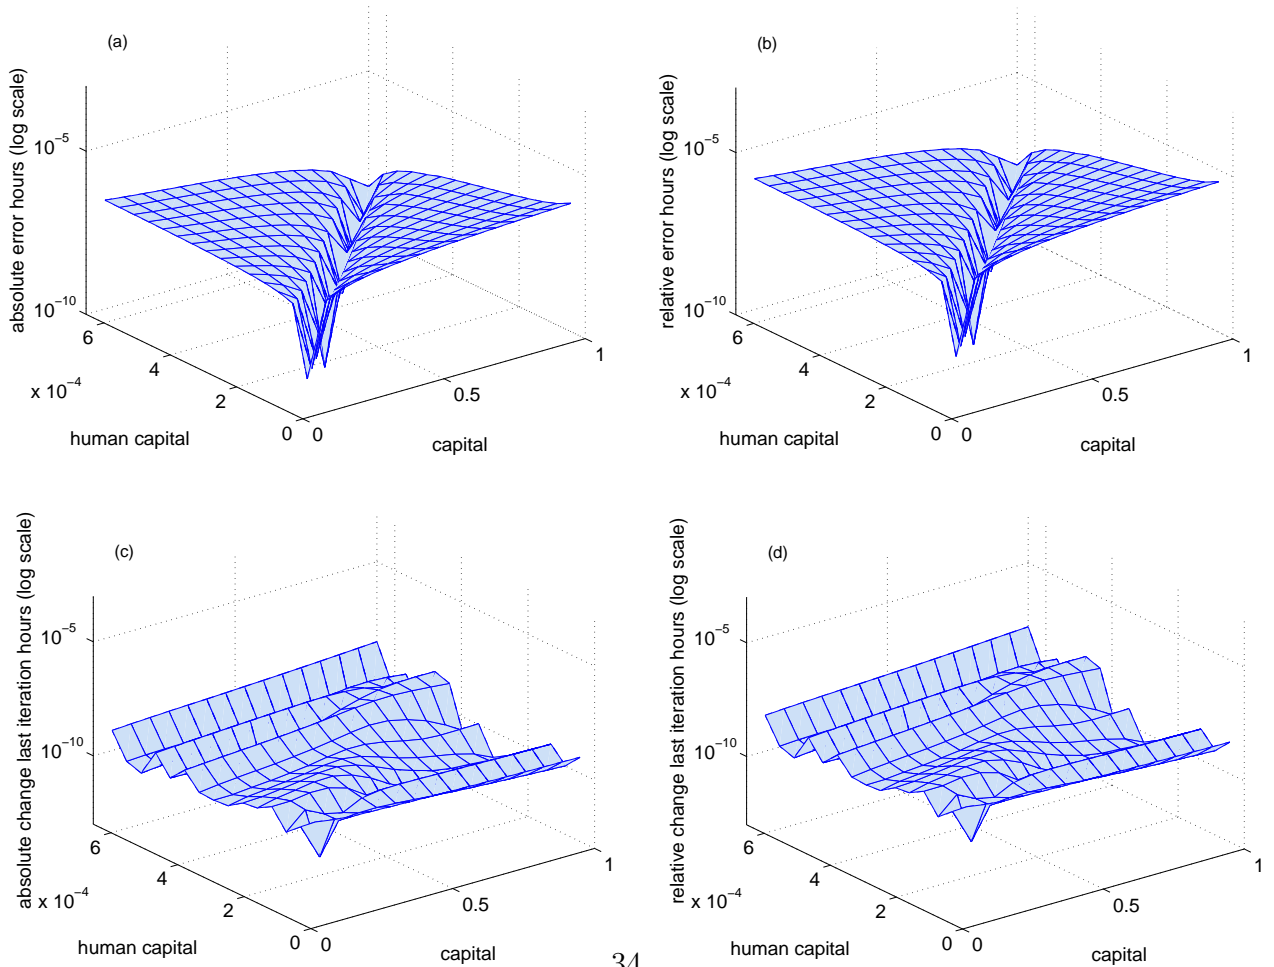 (a)
absolute error hours (log scale)
10^−5
10^−10
6
4
2
0
x 10^−4
human capital
0
0.5
1
capital
(b)
relative error hours (log scale)
10^−5
10^−10
6
4
2
0
x 10^−4
human capital
0
0.5
1
capital
(c)
absolute change last iteration hours (log scale)
10^−5
10^−10
6
4
2
0
x 10^−4
human capital
0
0.5
1
capital
(d)
relative change last iteration hours (log scale)
10^−5
10^−10
6
4
2
0
x 10^−4
human capital
0
0.5
1
capital
34